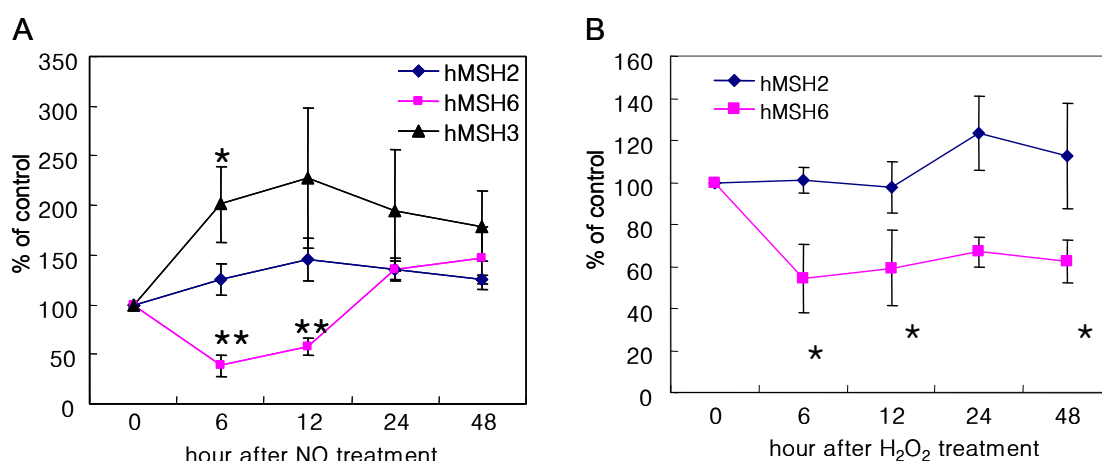 A
350
300
250
200
150
100
50
0
% of control
hMSH2
hMSH6
hMSH3
*
**
**
0 6 12 24 48
hour after NO treatment
B
160
140
120
100
80
60
40
20
0
% of control
hMSH2
hMSH6
*
*
*
0 6 12 24 48
hour after H₂O₂ treatment